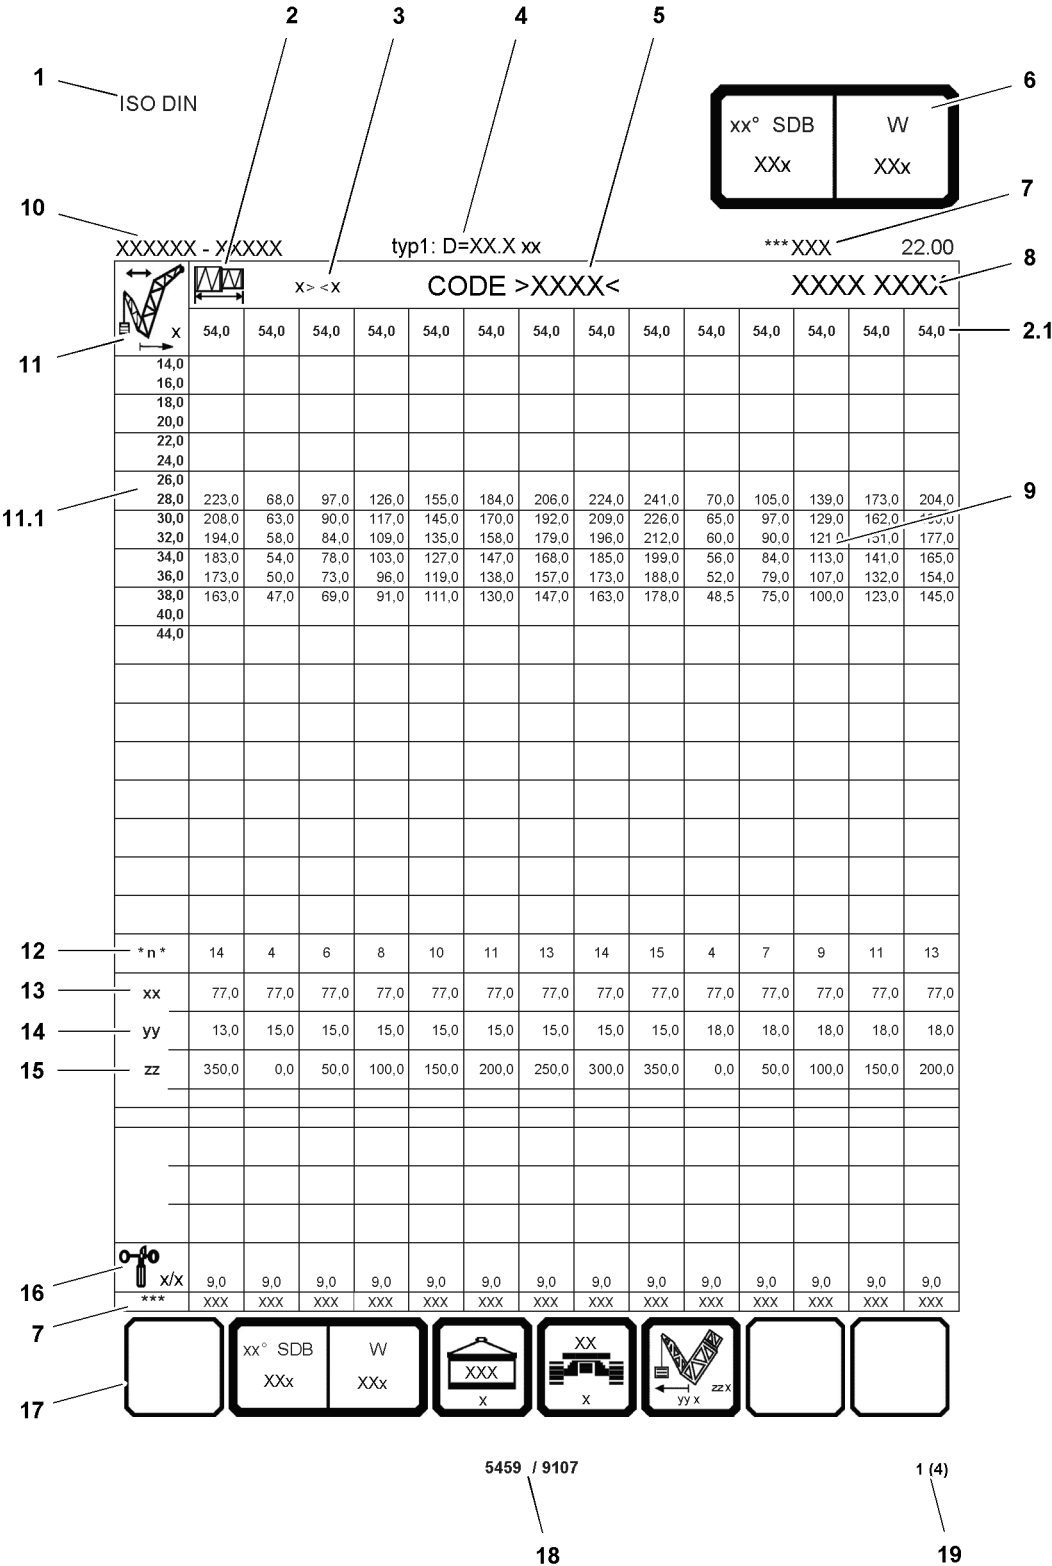 2 3 4 5
1 ISO DIN
6
xx° SDB W
XXx XXx
7
10
XXXXXX - XXXXX typ1: D=XX.X xx ***XXX 22.00
8
x> <x CODE >XXXX< XXXX XXXX
11 x 54,0 54,0 54,0 54,0 54,0 54,0 54,0 54,0 54,0 54,0 54,0 54,0 54,0 54,0 2.1
14,0
16,0
18,0
20,0
22,0
24,0
26,0
28,0 223,0 68,0 97,0 126,0 155,0 184,0 206,0 224,0 241,0 70,0 105,0 139,0 173,0 204,0
9
11.1
30,0 208,0 63,0 90,0 117,0 145,0 170,0 192,0 209,0 226,0 65,0 97,0 129,0 162,0
32,0 194,0 58,0 84,0 109,0 135,0 158,0 179,0 196,0 212,0 60,0 90,0 121,0 177,0
34,0 183,0 54,0 78,0 103,0 127,0 147,0 168,0 185,0 199,0 56,0 84,0 113,0 141,0 165,0
36,0 173,0 50,0 73,0 96,0 119,0 138,0 157,0 173,0 188,0 52,0 79,0 107,0 132,0 154,0
38,0 163,0 47,0 69,0 91,0 111,0 130,0 147,0 163,0 178,0 48,5 75,0 100,0 123,0 145,0
40,0
44,0
12 * n * 14 4 6 8 10 11 13 14 15 4 7 9 11 13
13 xx 77,0 77,0 77,0 77,0 77,0 77,0 77,0 77,0 77,0 77,0 77,0 77,0 77,0 77,0
14 yy 13,0 15,0 15,0 15,0 15,0 15,0 15,0 15,0 15,0 18,0 18,0 18,0 18,0 18,0
15 zz 350,0 0,0 50,0 100,0 150,0 200,0 250,0 300,0 350,0 0,0 50,0 100,0 150,0 200,0
16 x/x 9,0 9,0 9,0 9,0 9,0 9,0 9,0 9,0 9,0 9,0 9,0 9,0 9,0 9,0
7 *** XXX XXX XXX XXX XXX XXX XXX XXX XXX XXX XXX XXX XXX XXX
xx° SDB W XX
XXx XXx XXX
17 x x yy x zz x
5459 / 9107 1 (4)
18 19